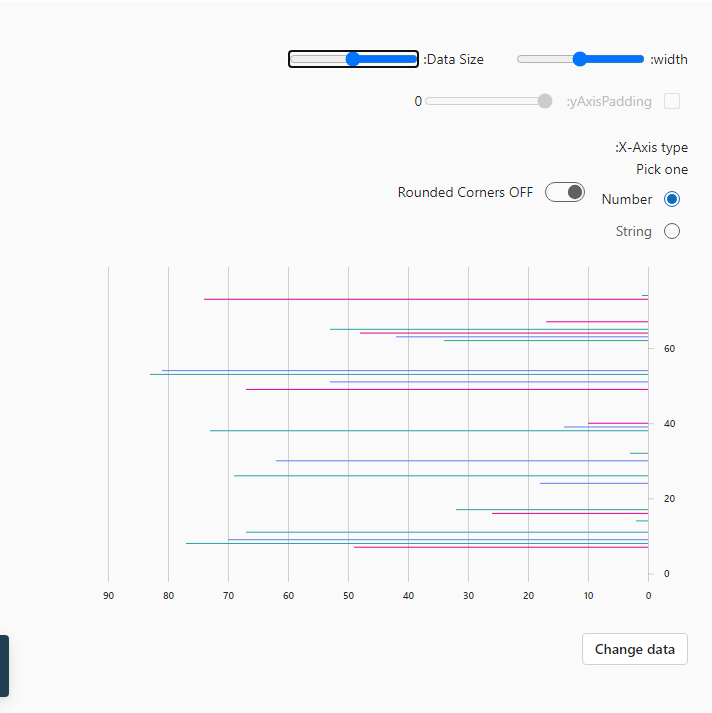 :width
:Data Size
:yAxisPadding
0
:X-Axis type
Pick one
Number
Rounded Corners OFF
String
60
40
20
0
90 80 70 60 50 40 30 20 10 0
Change data